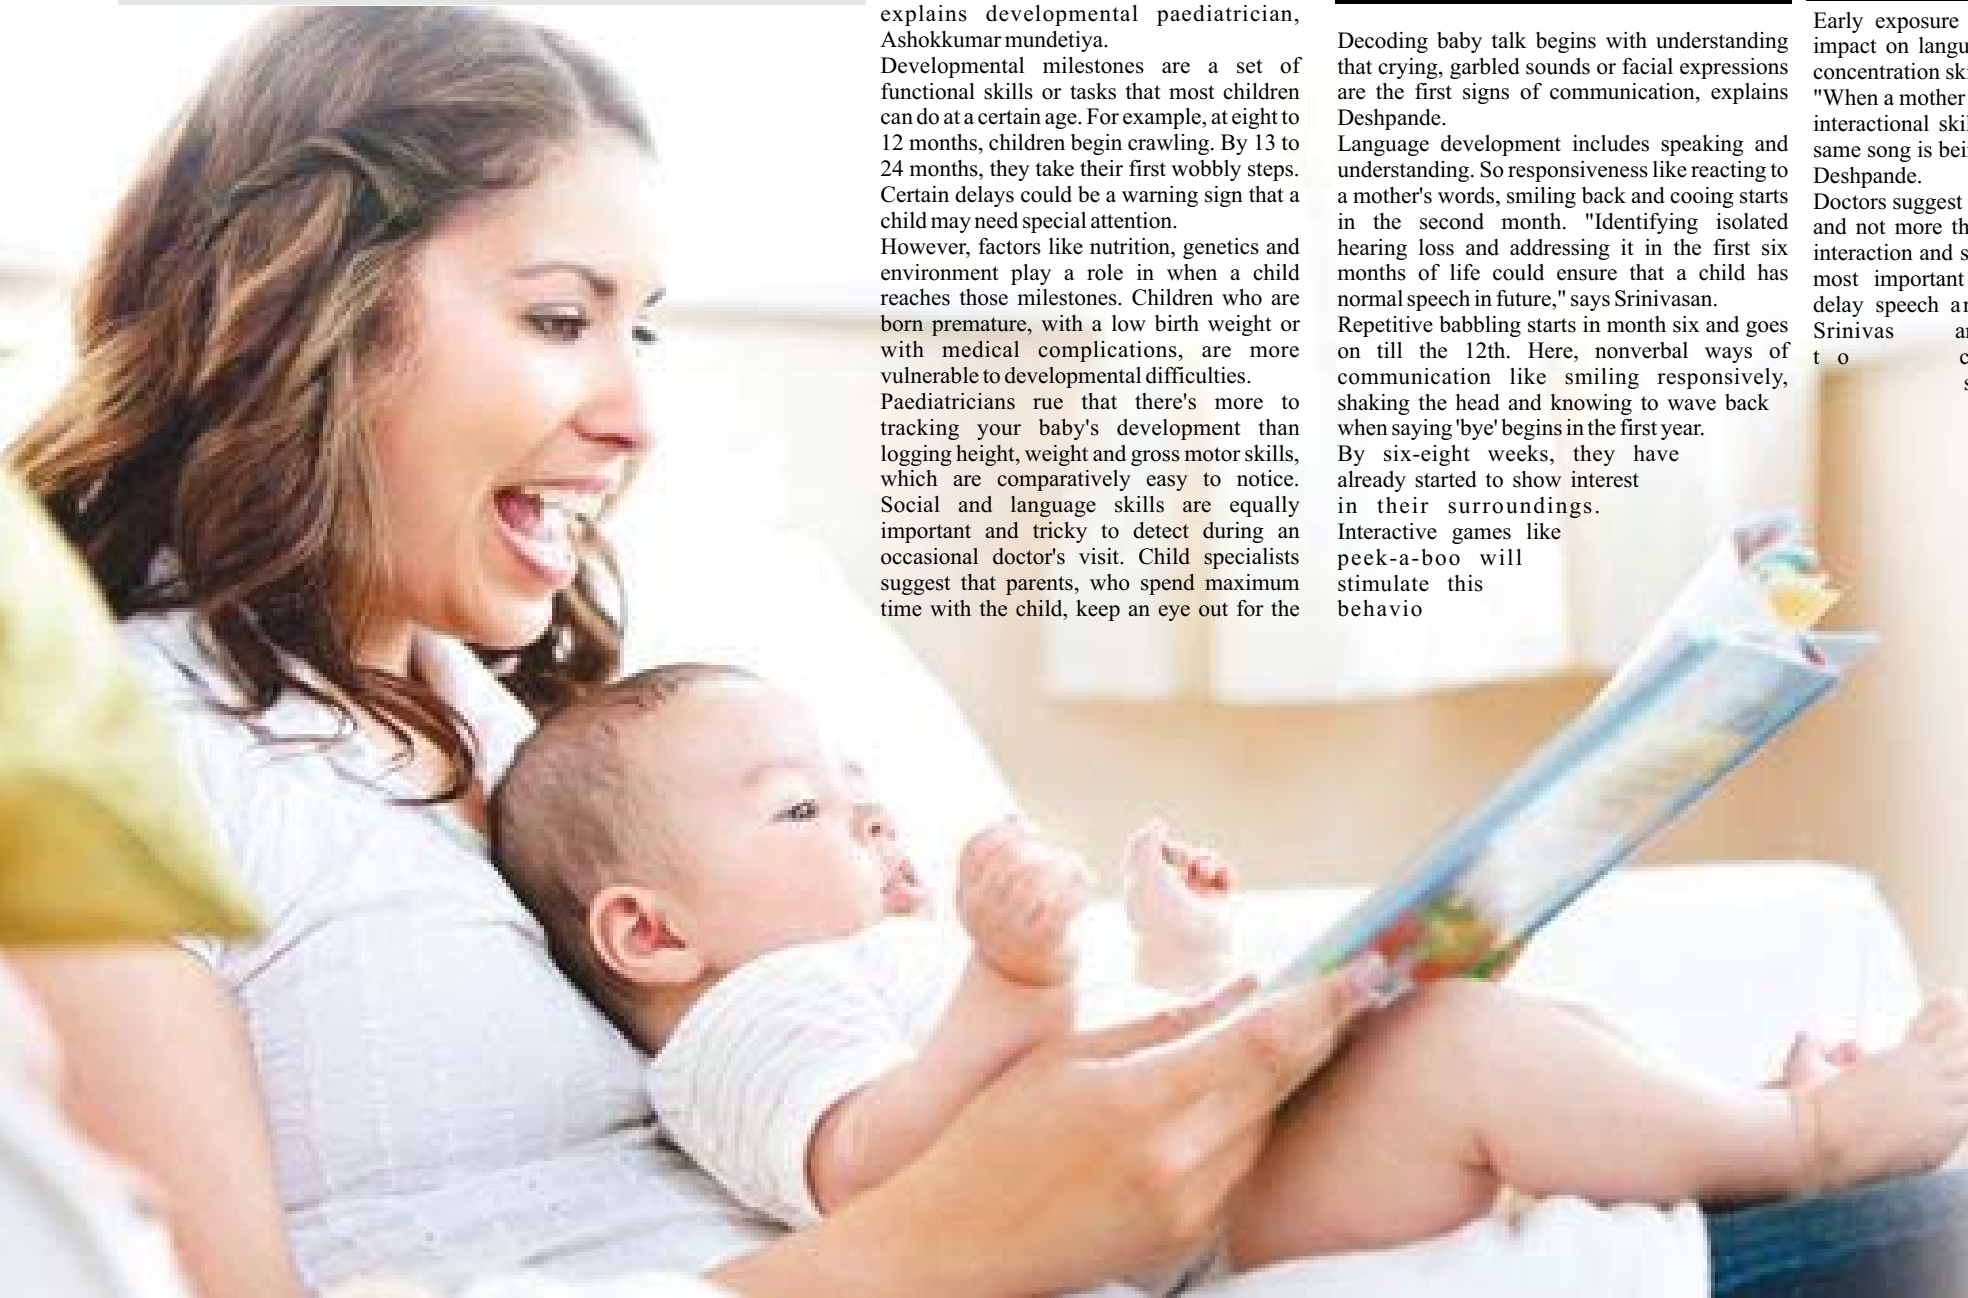 explains developmental paediatrician,
Ashokkumar mundetiya.
Developmental milestones are a set of
functional skills or tasks that most children
can do at a certain age. For example, at eight to
12 months, children begin crawling. By 13 to
24 months, they take their first wobbly steps.
Certain delays could be a warning sign that a
child may need special attention.
However, factors like nutrition, genetics and
environment play a role in when a child
reaches those milestones. Children who are
born premature, with a low birth weight or
with medical complications, are more
vulnerable to developmental difficulties.
Paediatricians rue that there's more to
tracking your baby's development than
logging height, weight and gross motor skills,
which are comparatively easy to notice.
Social and language skills are equally
important and tricky to detect during an
occasional doctor's visit. Child specialists
suggest that parents, who spend maximum
time with the child, keep an eye out for the
Decoding baby talk begins with understanding
that crying, garbled sounds or facial expressions
are the first signs of communication, explains
Deshpande.
Language development includes speaking and
understanding. So responsiveness like reacting to
a mother's words, smiling back and cooing starts
in the second month. "Identifying isolated
hearing loss and addressing it in the first six
months of life could ensure that a child has
normal speech in future," says Srinivasan.
Repetitive babbling starts in month six and goes
on till the 12th. Here, nonverbal ways of
communication like smiling responsively,
shaking the head and knowing to wave back
when saying 'bye' begins in the first year.
By six-eight weeks, they have
already started to show interest
in their surroundings.
Interactive games like
peek-a-boo will
stimulate this
behavio
Early exposure
impact on langu
concentration sk
"When a mother
interactional skil
same song is bei
Deshpande.
Doctors suggest
and not more th
interaction and s
most important
delay speech ar
Srinivas a
t o c
s